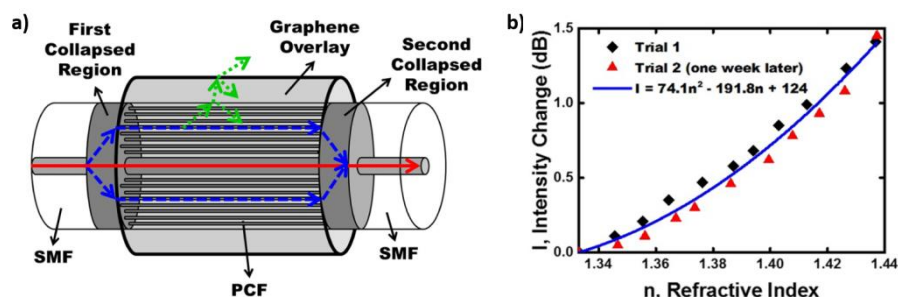 a)
First
Collapsed
Region
Graphene
Overlay
Second
Collapsed
Region
SMF
PCF
SMF
b)
I, Intensity Change (dB)
1.5
1.0
0.5
0.0
Trial 1
Trial 2 (one week later)
I = 74.1n² - 191.8n + 124
1.34 1.36 1.38 1.40 1.42 1.44
n, Refractive Index